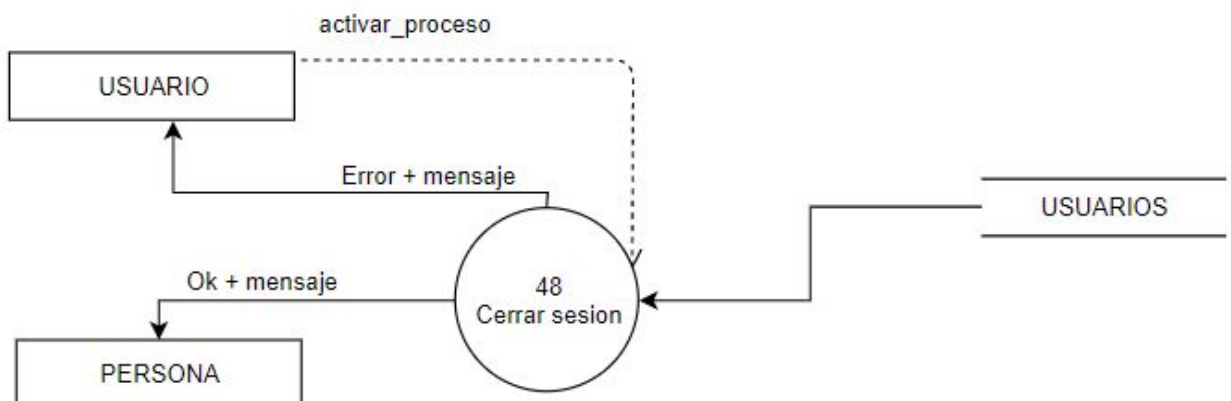 activar_proceso
USUARIO
Error + mensaje
USUARIOS
Ok + mensaje
48
Cerrar sesion
PERSONA